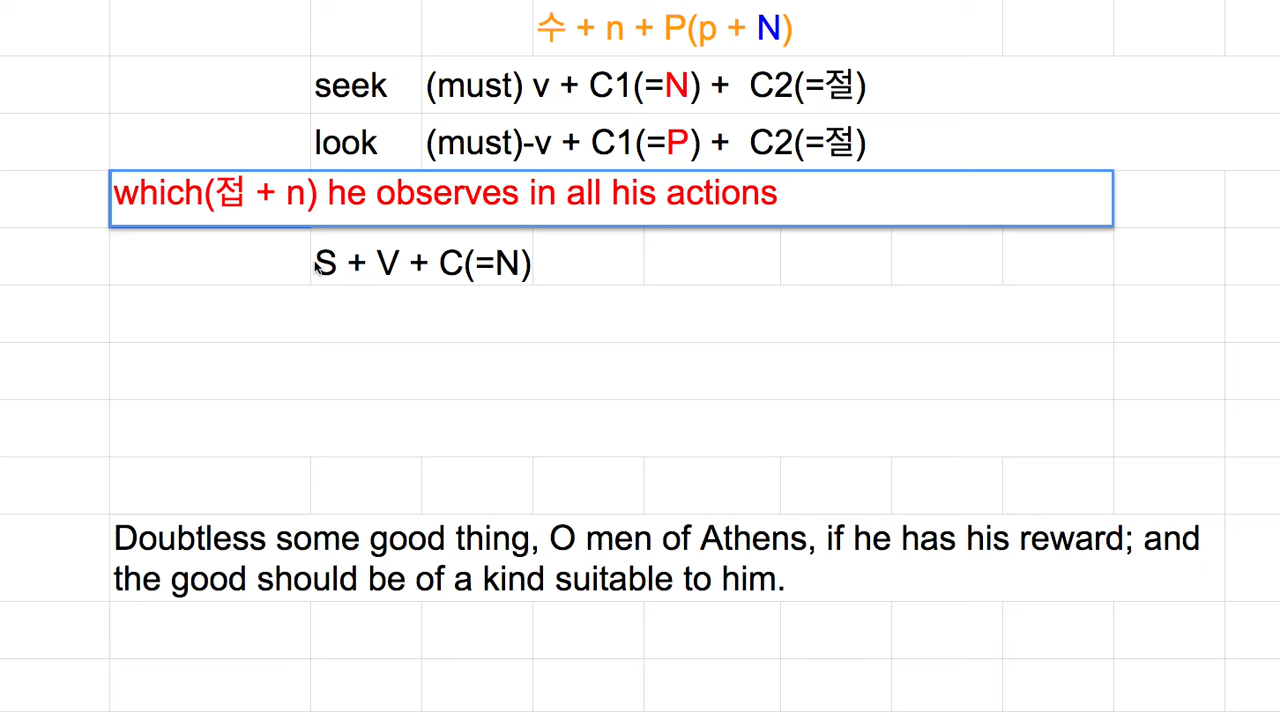 수 + n + P(p + N)
seek (must) v + C1(=N) + C2(=절)
look (must)-v + C1(=P) + C2(=절)
which(접 + n) he observes in all his actions
S + V + C(=N)
Doubtless some good thing, O men of Athens, if he has his reward; and
the good should be of a kind suitable to him.